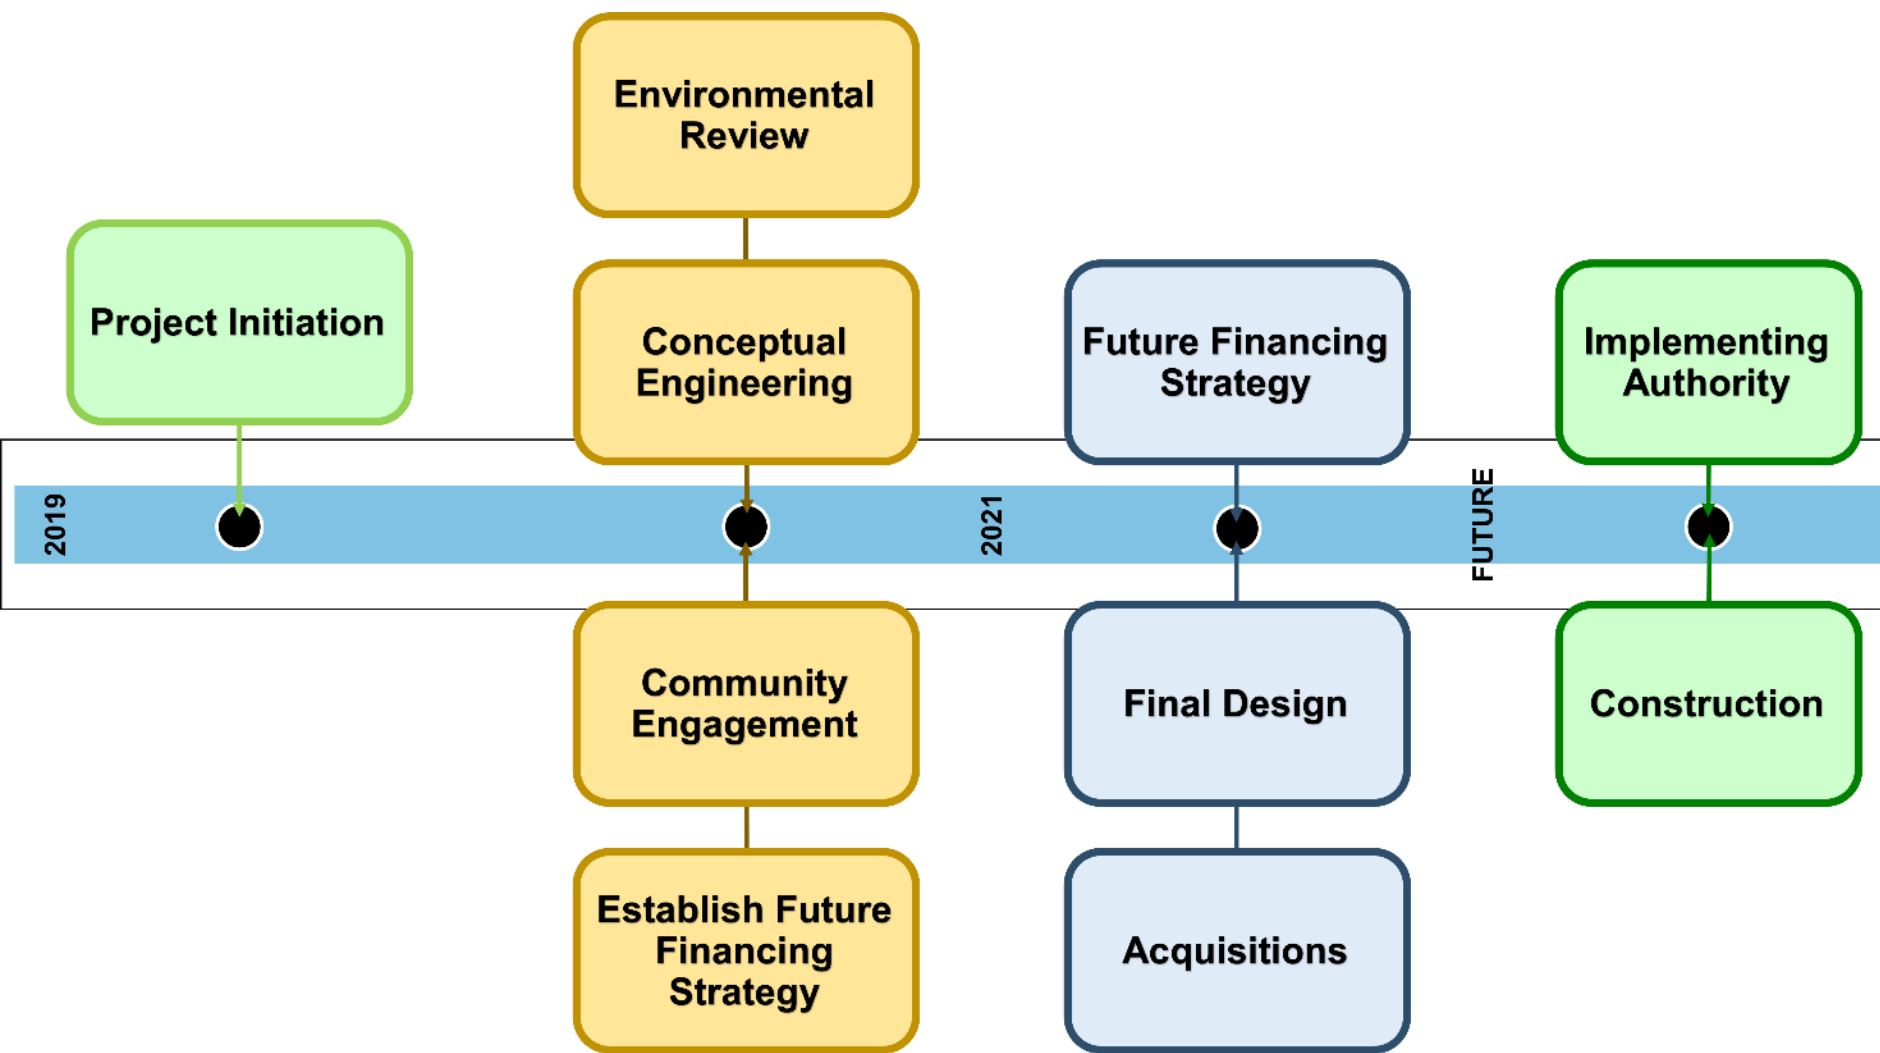 Environmental
Review
Project Initiation
Conceptual
Engineering
Future Financing
Strategy
Implementing
Authority
2019
2021
FUTURE
Community
Engagement
Final Design
Construction
Establish Future
Financing
Strategy
Acquisitions